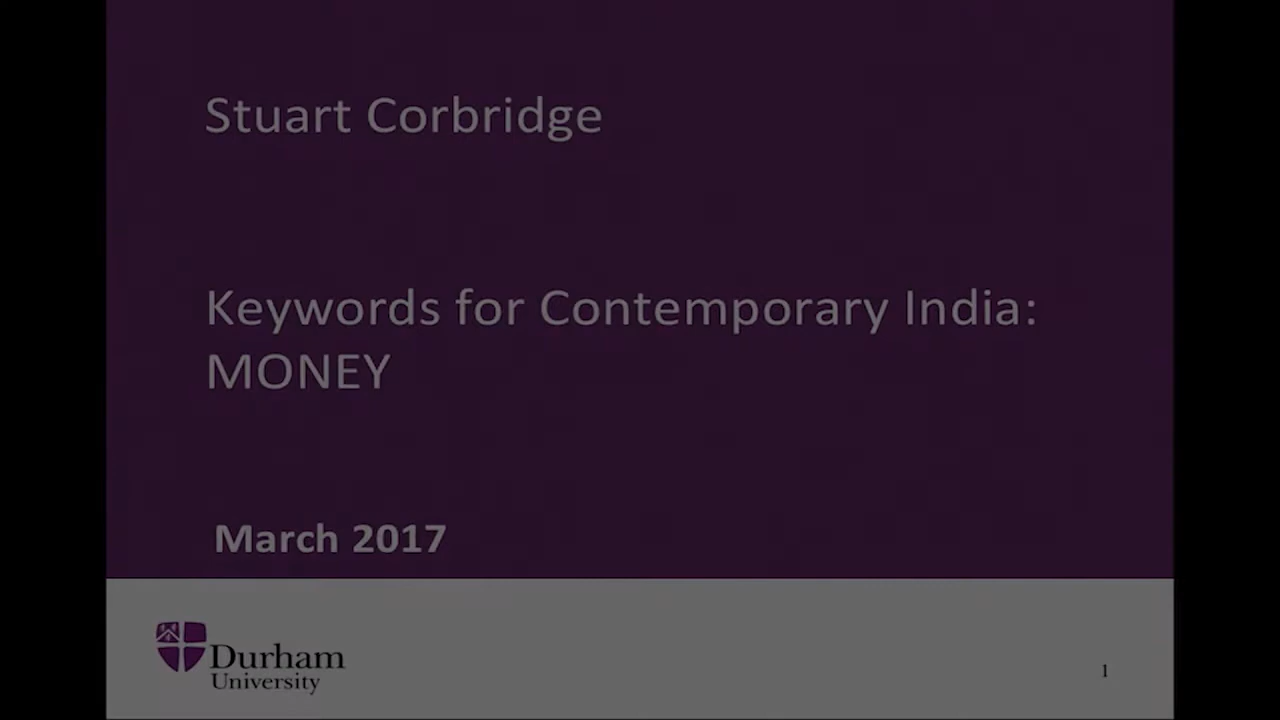 Stuart Corbridge
Keywords for Contemporary India:
MONEY
March 2017
Durham
University
1